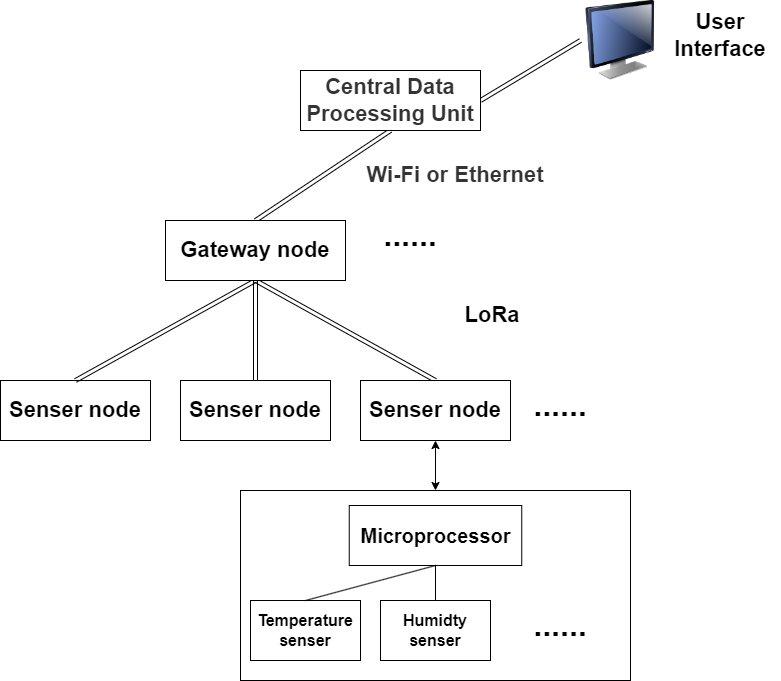 User
Interface
Central Data
Processing Unit
Wi-Fi or Ethernet
Gateway node
......
LoRa
Senser node
Senser node
Senser node
......
Microprocessor
Temperature
senser
Humidty
senser
......